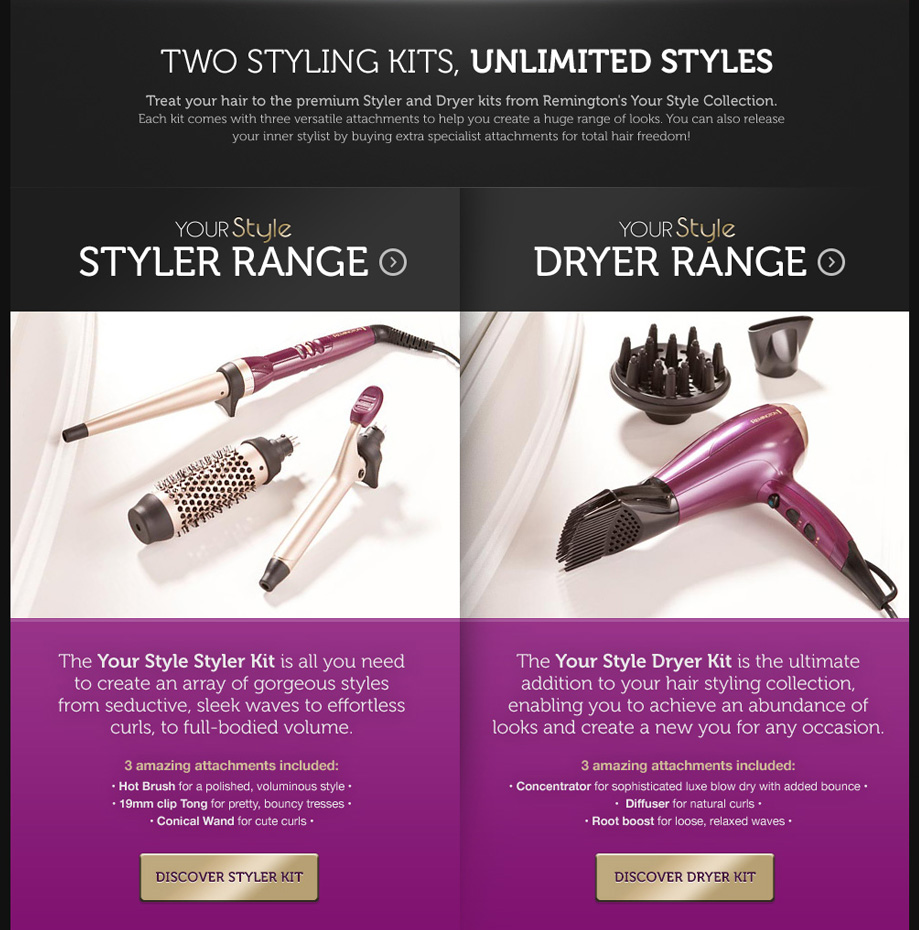 TWO STYLING KITS, UNLIMITED STYLES
Treat your hair to the premium Styler and Dryer kits from Remington's Your Style Collection.
Each kit comes with three versatile attachments to help you create a huge range of looks. You can also release
your inner stylist by buying extra specialist attachments for total hair freedom!
YOUR Style
STYLER RANGE
YOUR Style
DRYER RANGE
REMINGTON
REMINGTON
The Your Style Styler Kit is all you need
to create an array of gorgeous styles
from seductive, sleek waves to effortless
curls, to full-bodied volume.
3 amazing attachments included:
• Hot Brush for a polished, voluminous style •
• 19mm clip Tong for pretty, bouncy tresses •
• Conical Wand for cute curls •
DISCOVER STYLER KIT
The Your Style Dryer Kit is the ultimate
addition to your hair styling collection,
enabling you to achieve an abundance of
looks and create a new you for any occasion.
3 amazing attachments included:
• Concentrator for sophisticated luxe blow dry with added bounce •
• Diffuser for natural curls •
• Root boost for loose, relaxed waves •
DISCOVER DRYER KIT